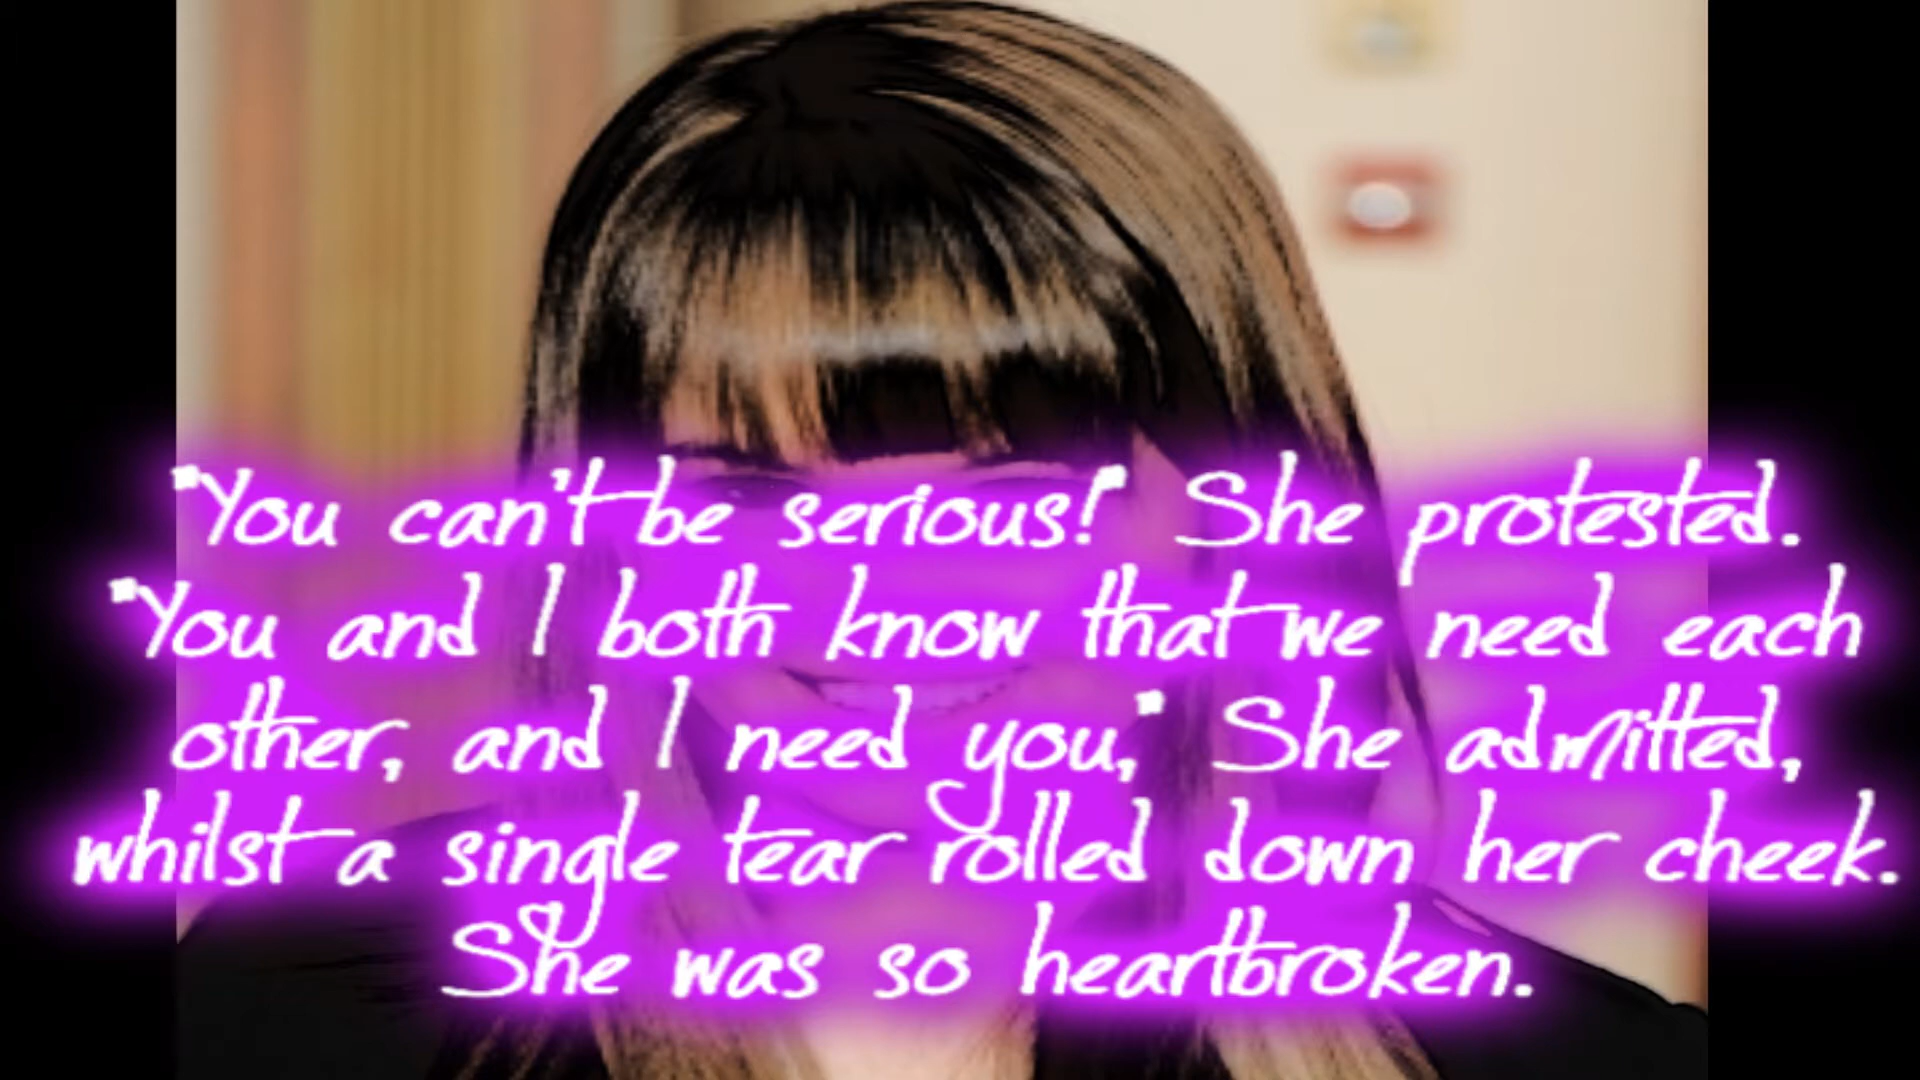 "You can't be serious!" She protested.
"You and I both know that we need each
other, and I need you," She admitted,
whilst a single tear rolled down her cheek.
She was so heartbroken.